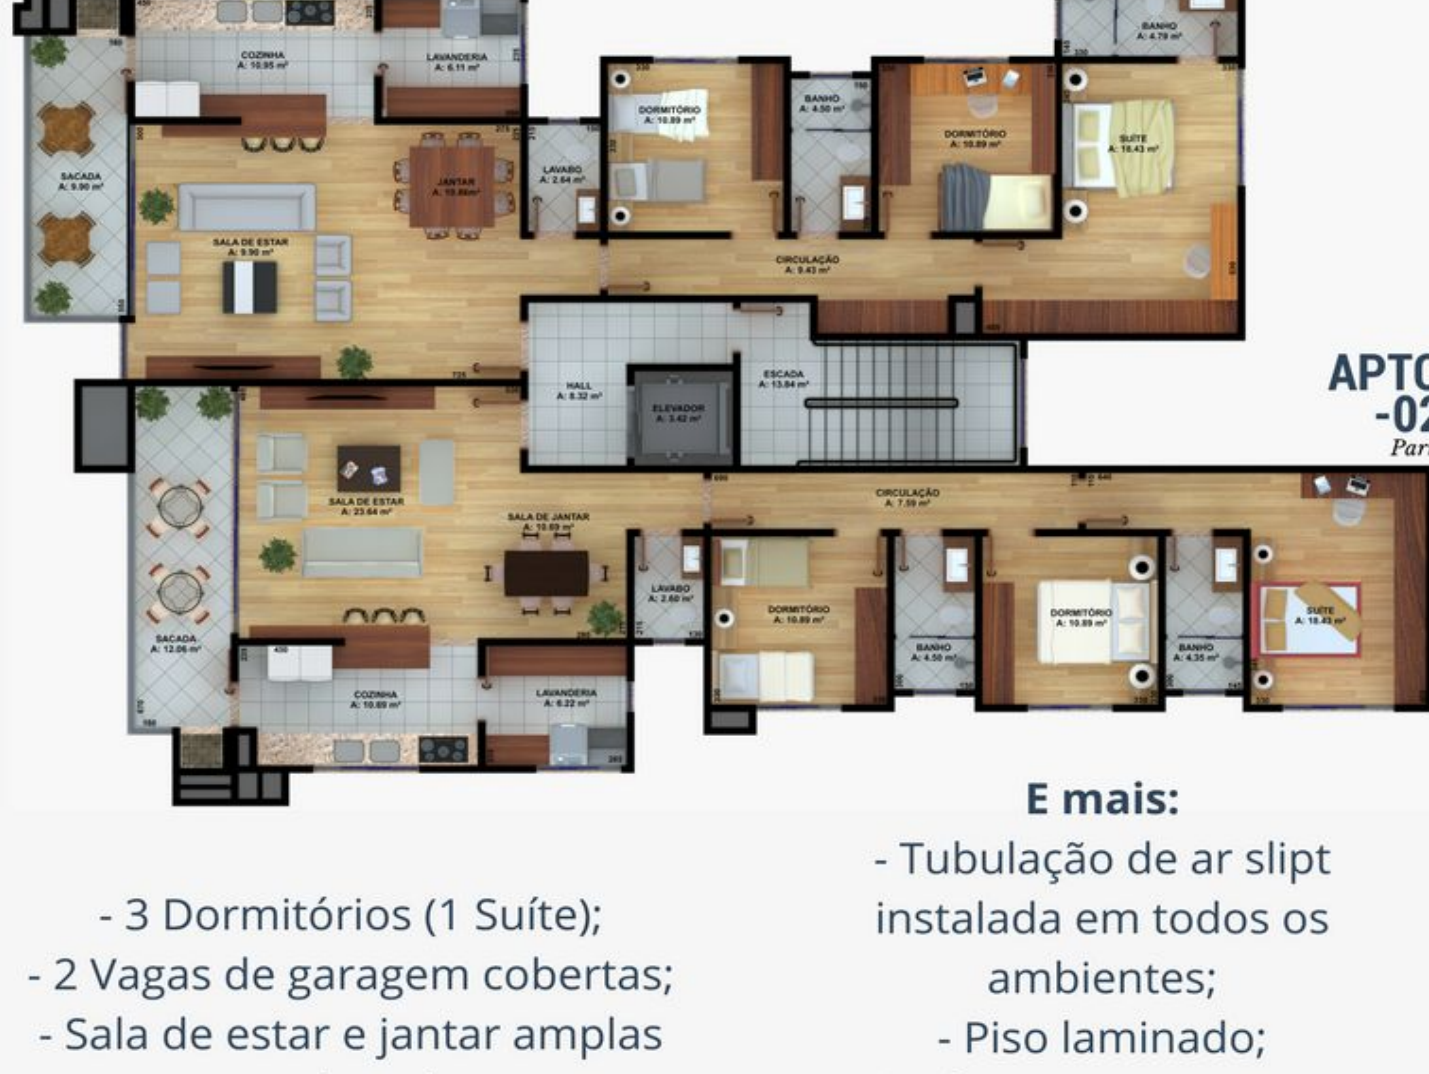 BANHO
A: 4.79 m²
COZINHA
A: 10.95 m²
LAVANDERIA
A: 6.11 m²
DORMITÓRIO
A: 10.89 m²
BANHO
A: 4.50 m²
DORMITÓRIO
A: 10.89 m²
SUÍTE
A: 18.43 m²
SACADA
A: 9.90 m²
JANTAR
LAVABO
A: 2.64 m²
SALA DE ESTAR
A: 9.90 m²
CIRCULAÇÃO
A: 9.43 m²
HALL
A: 8.32 m²
ELEVADOR
A: 3.42 m²
ESCADA
A: 13.84 m²
APTO
-02
Par
SALA DE ESTAR
A: 23.64 m²
SALA DE JANTAR
A: 10.69 m²
CIRCULAÇÃO
A: 7.59 m²
LAVABO
A: 2.60 m²
DORMITÓRIO
A: 10.89 m²
BANHO
A: 4.50 m²
DORMITÓRIO
A: 10.89 m²
BANHO
A: 4.35 m²
SUÍTE
A: 18.43 m²
SACADA
A: 12.06 m²
COZINHA
A: 10.69 m²
LAVANDERIA
A: 6.22 m²
- 3 Dormitórios (1 Suíte);
- 2 Vagas de garagem cobertas;
- Sala de estar e jantar amplas
E mais:
- Tubulação de ar slipt
instalada em todos os
ambientes;
- Piso laminado;